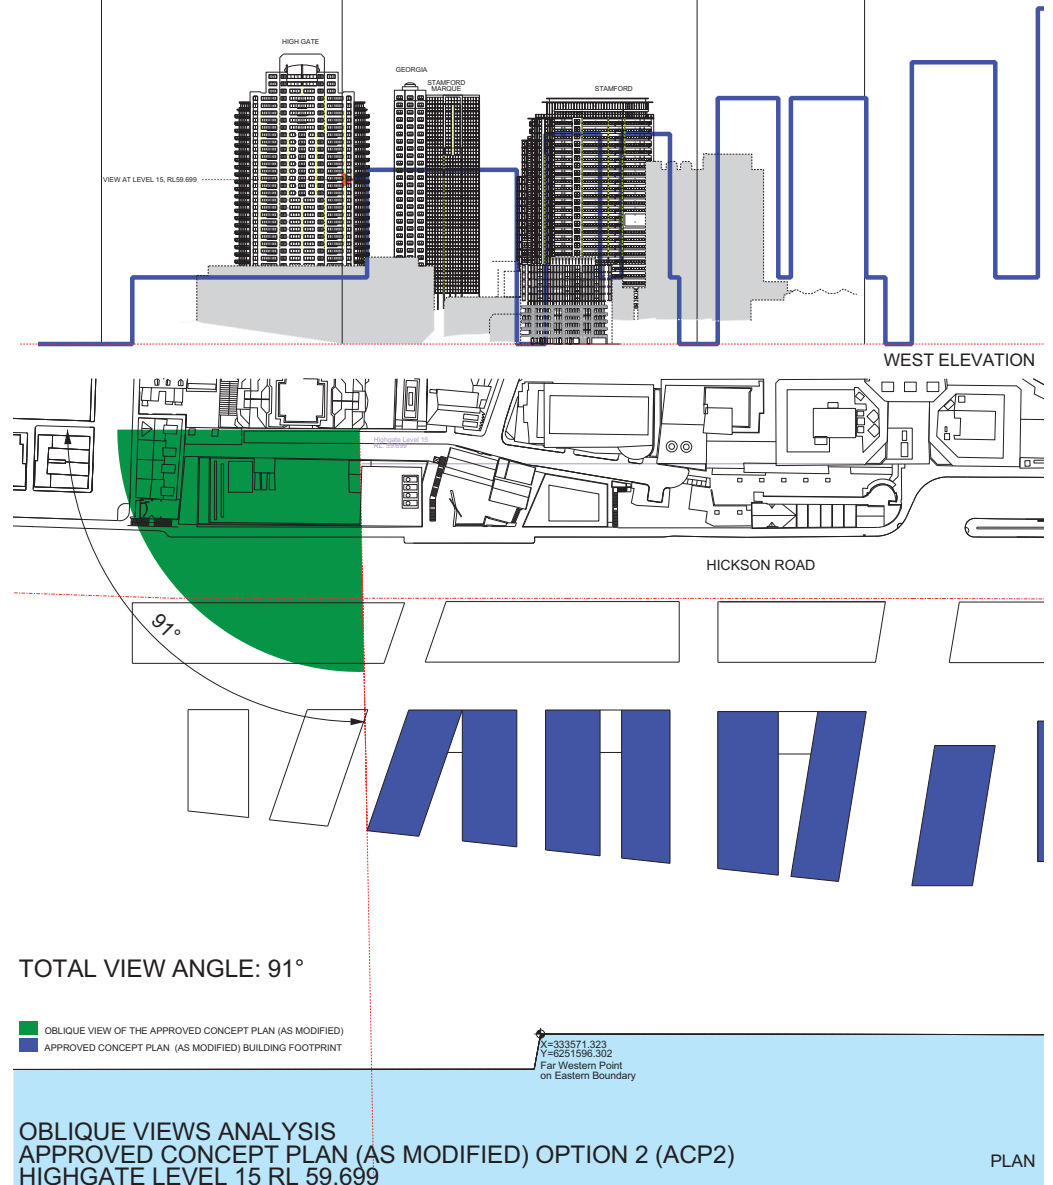 HIGH GATE
GEORGIA
STAMFORD
MARQUE
STAMFORD
VIEW AT LEVEL 15, RL59.699
WEST ELEVATION
Highgate Level 15
RL. 59.699
HICKSON ROAD
91°
TOTAL VIEW ANGLE: 91°
OBLIQUE VIEW OF THE APPROVED CONCEPT PLAN (AS MODIFIED)
APPROVED CONCEPT PLAN (AS MODIFIED) BUILDING FOOTPRINT
X=333571.323
Y=6251596.302
Far Western Point
on Eastern Boundary
OBLIQUE VIEWS ANALYSIS
APPROVED CONCEPT PLAN (AS MODIFIED) OPTION 2 (ACP2)
HIGHGATE LEVEL 15 RL 59.699
PLAN